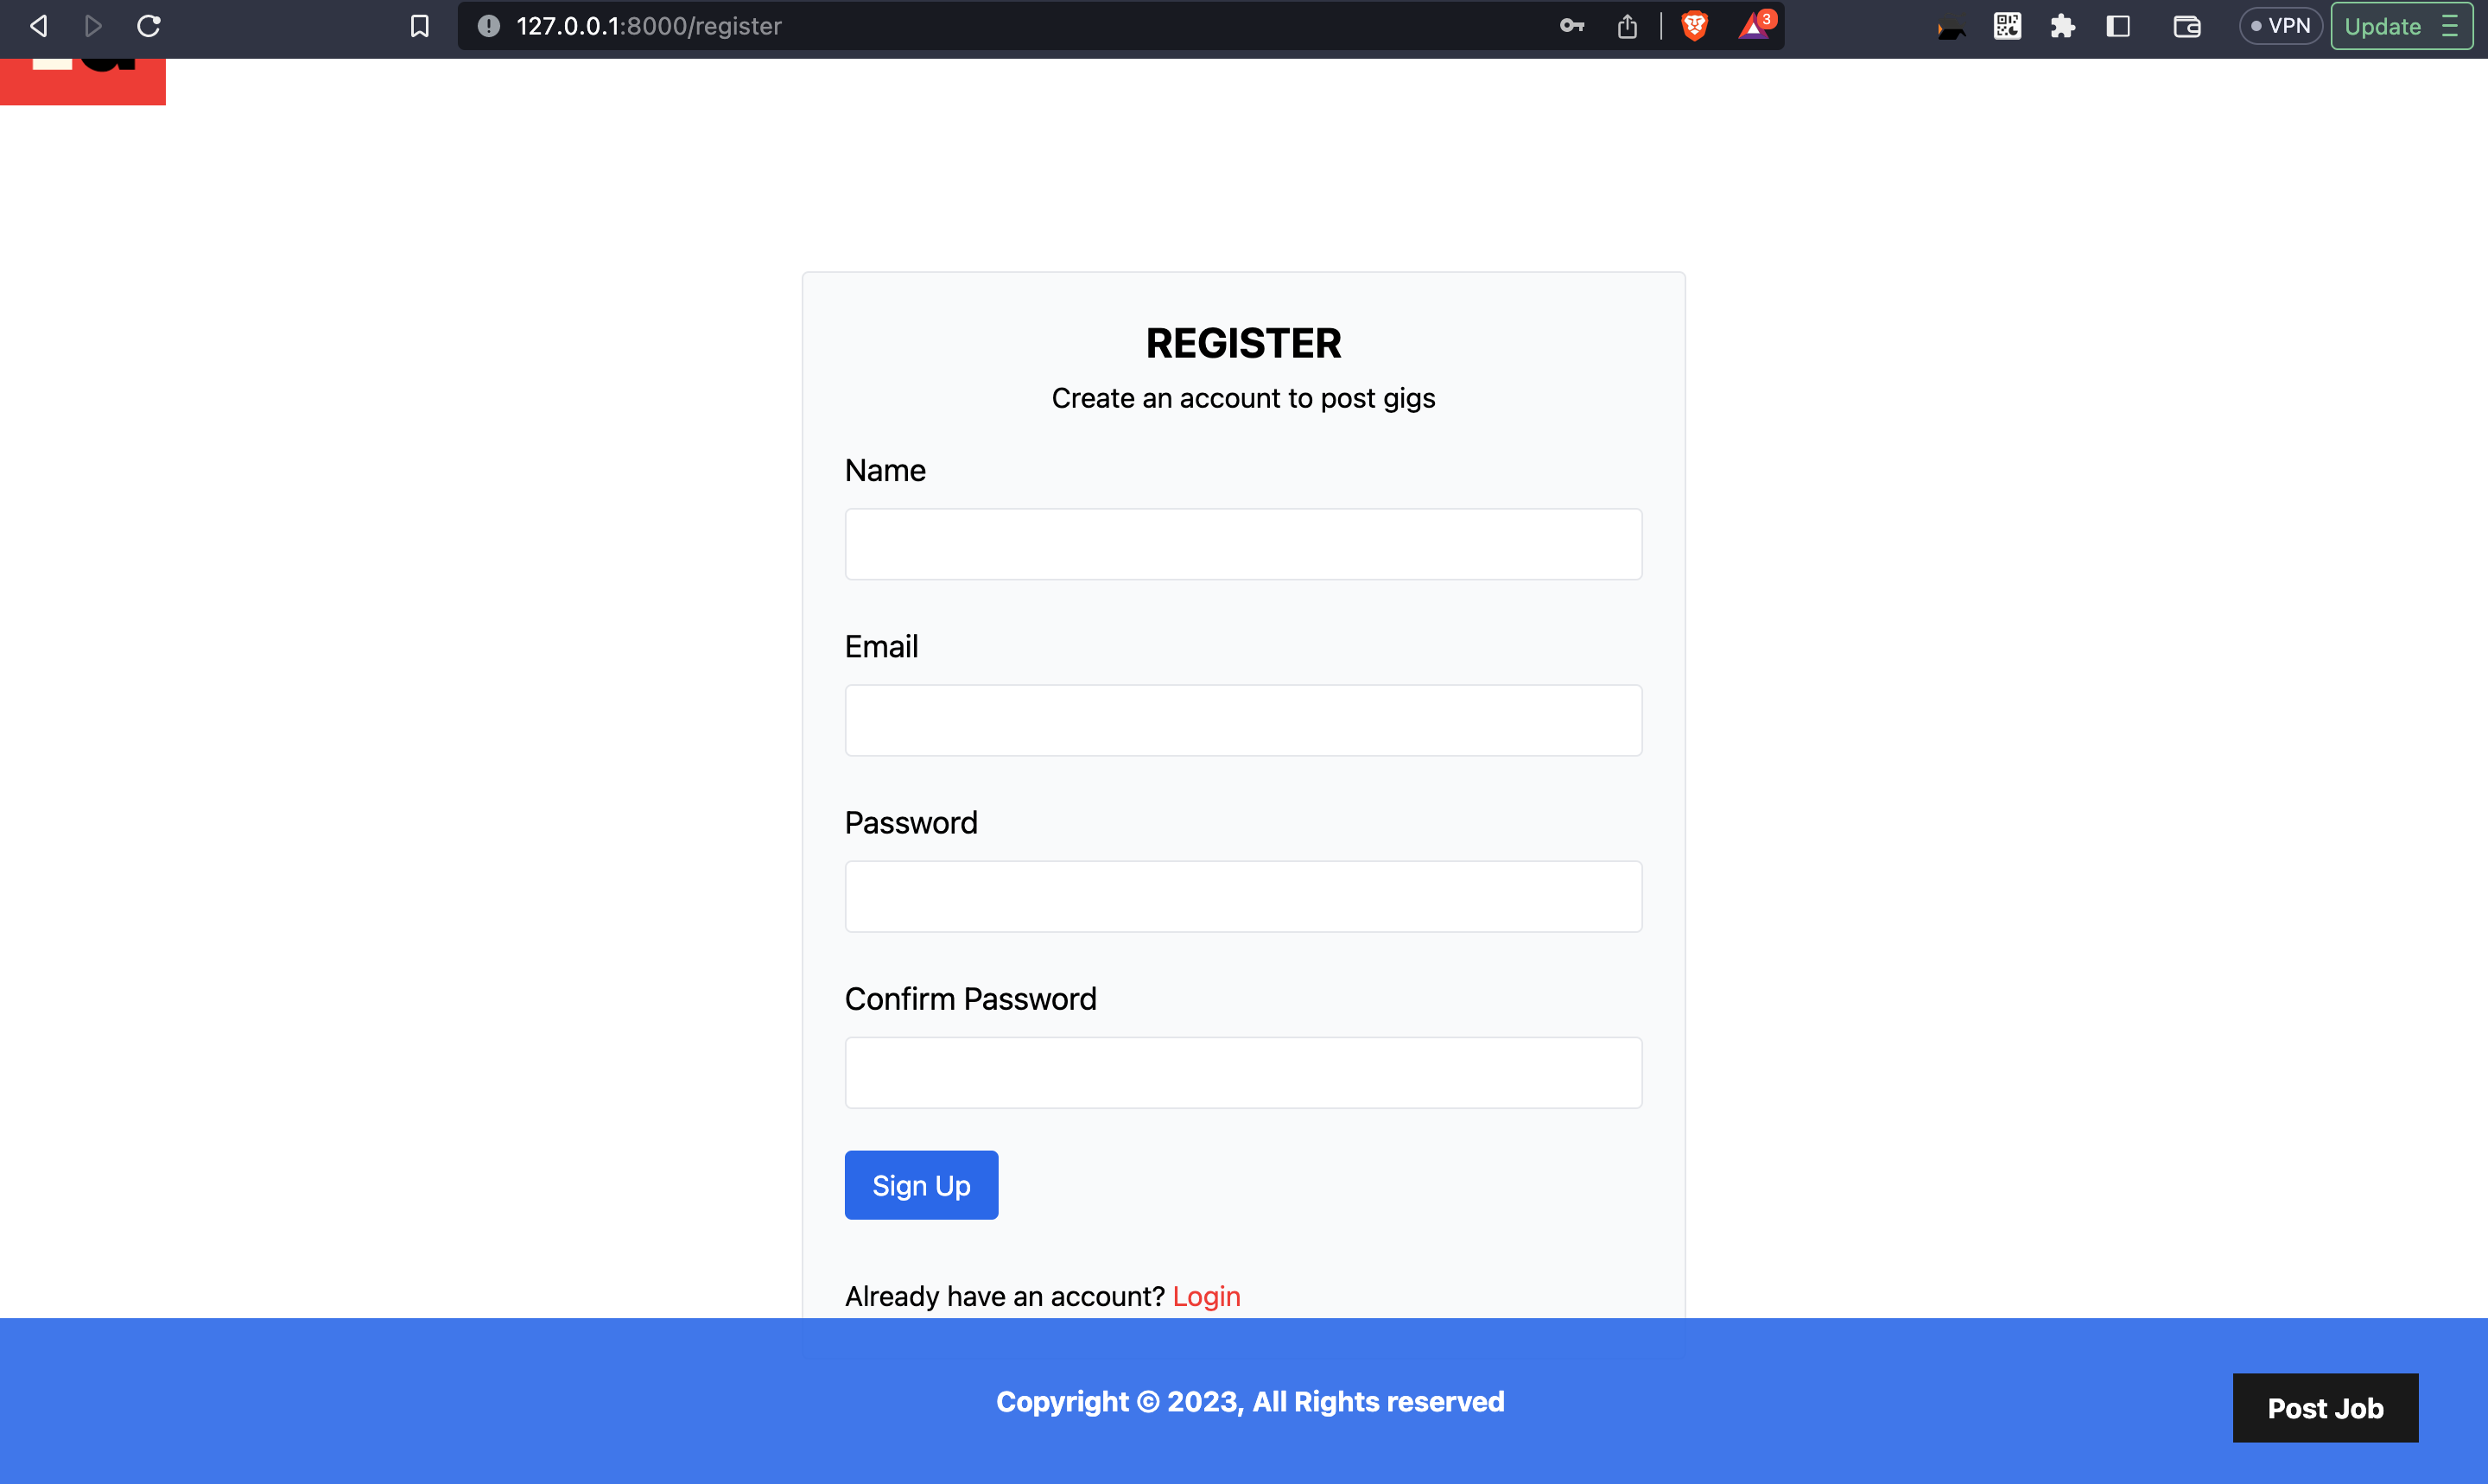 127.0.0.1:8000/register
3
VPN
Update
REGISTER
Create an account to post gigs
Name
Email
Password
Confirm Password
Sign Up
Already have an account? Login
Copyright © 2023, All Rights reserved
Post Job